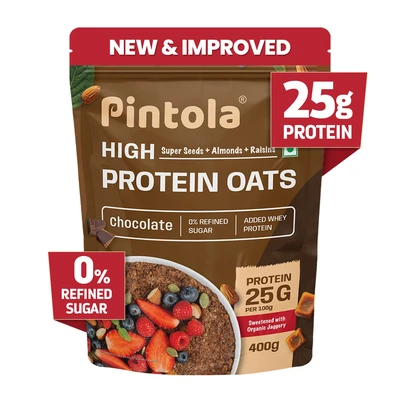 NEW & IMPROVED
25g
PROTEIN
Pintola®
HIGH Super Seeds + Almonds + Raisins
PROTEIN OATS
Chocolate
0% REFINED
SUGAR
ADDED WHEY
PROTEIN
0%
REFINED
SUGAR
PROTEIN
25G
PER 100g
Sweetened with
Organic Jaggery
400g